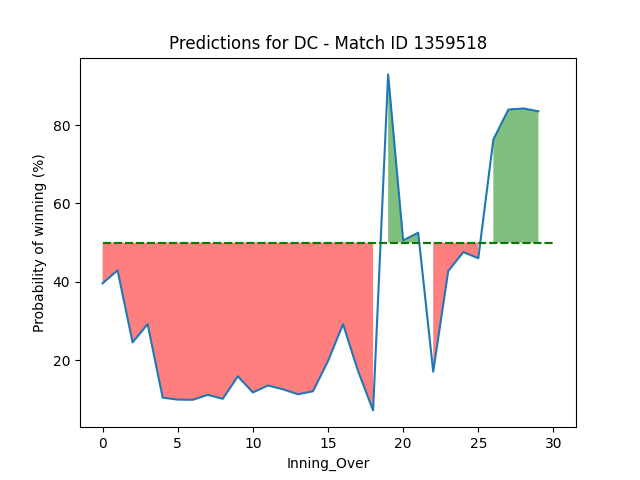 Predictions for DC - Match ID 1359518
Probability of winning (%)
80
60
40
20
0 5 10 15 20 25 30
Inning_Over